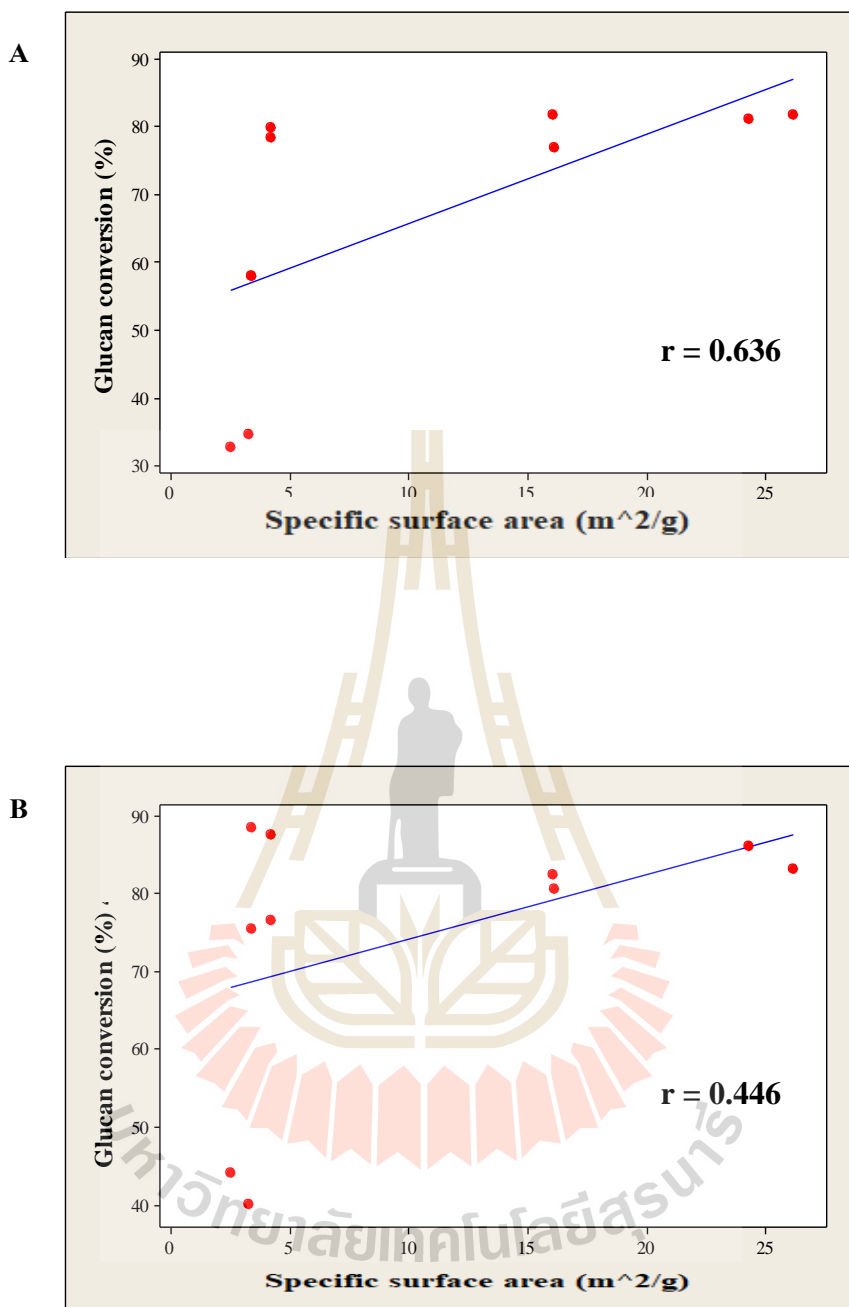 A
Glucan conversion (%)
90
80
70
60
50
40
30
r = 0.636
0 5 10 15 20 25
Specific surface area (m^2/g)
B
Glucan conversion (%)
90
80
70
60
50
40
r = 0.446
0 5 10 15 20 25
มหาวิทยาลัยเทคโนโลยีสุรนารี
Specific surface area (m^2/g)